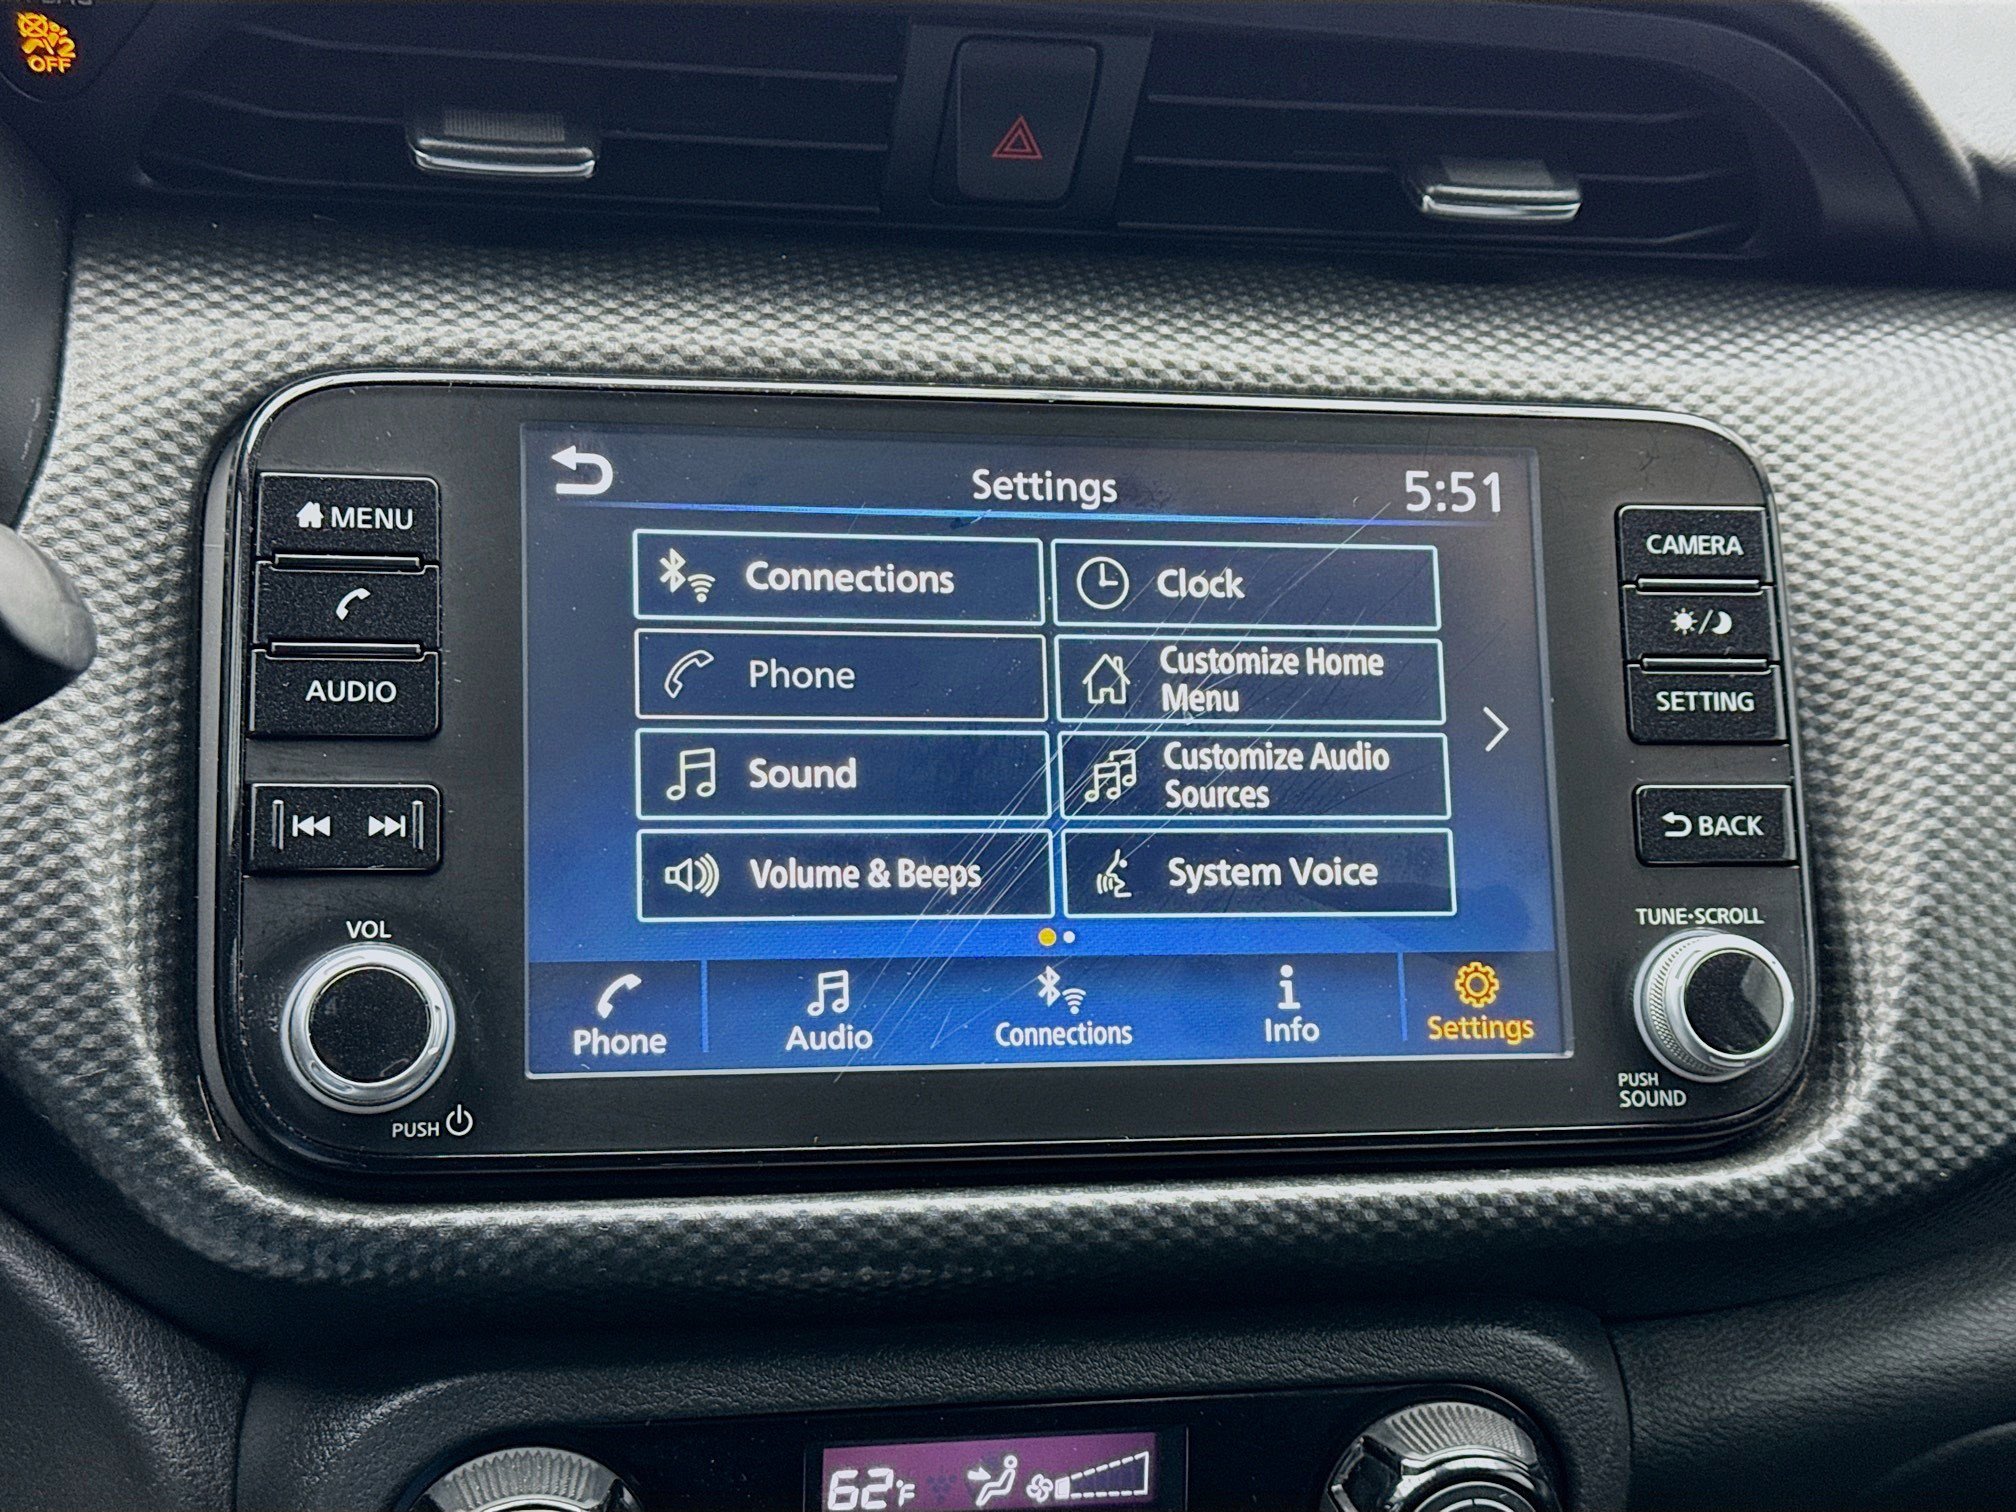 2
OFF
Settings
5:51
MENU
AUDIO
VOL
PUSH
Connections
Clock
Phone
Customize Home
Menu
Sound
Customize Audio
Sources
Volume & Beeps
System Voice
Phone
Audio
Connections
Info
Settings
CAMERA
SETTING
BACK
TUNE·SCROLL
PUSH
SOUND
62°F